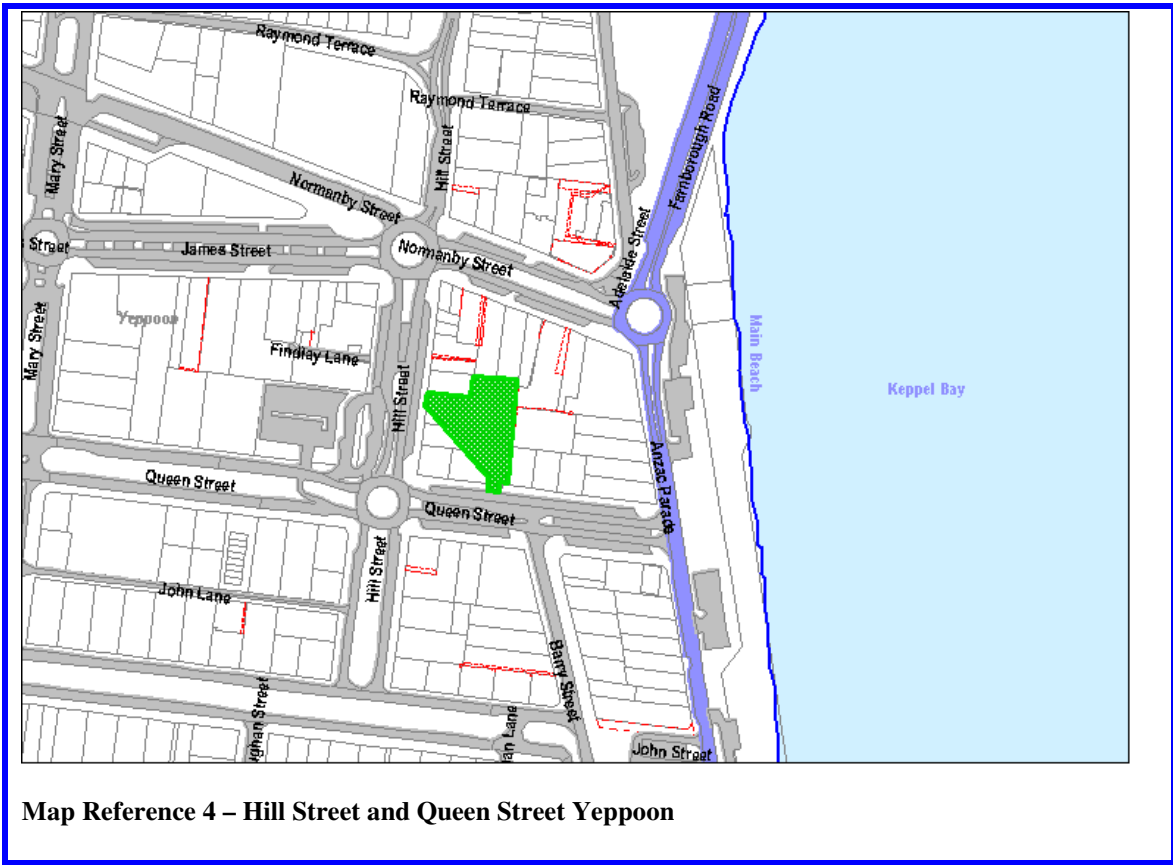 Raymond Terrace
Raymond Terrace
Farnborough Road
Mary Street
Hill Street
Normanby Street
Adelaide Street
Street
James Street
Normanby Street
Yeppoon
Mary Street
Findlay Lane
Hill Street
Main Beach
Keppel Bay
Anzac Parade
Queen Street
Queen Street
Hill Street
John Lane
Barry Street
ghan Street
an Lane
John Street
Map Reference 4 – Hill Street and Queen Street Yeppoon